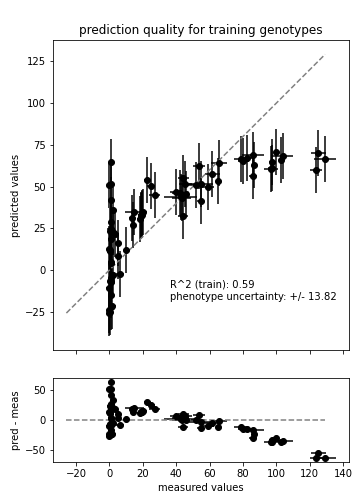 prediction quality for training genotypes
predicted values
125
100
75
50
25
0
−25
R^2 (train): 0.59
phenotype uncertainty: +/- 13.82
pred - meas
50
0
−50
−20 0 20 40 60 80 100 120 140
measured values